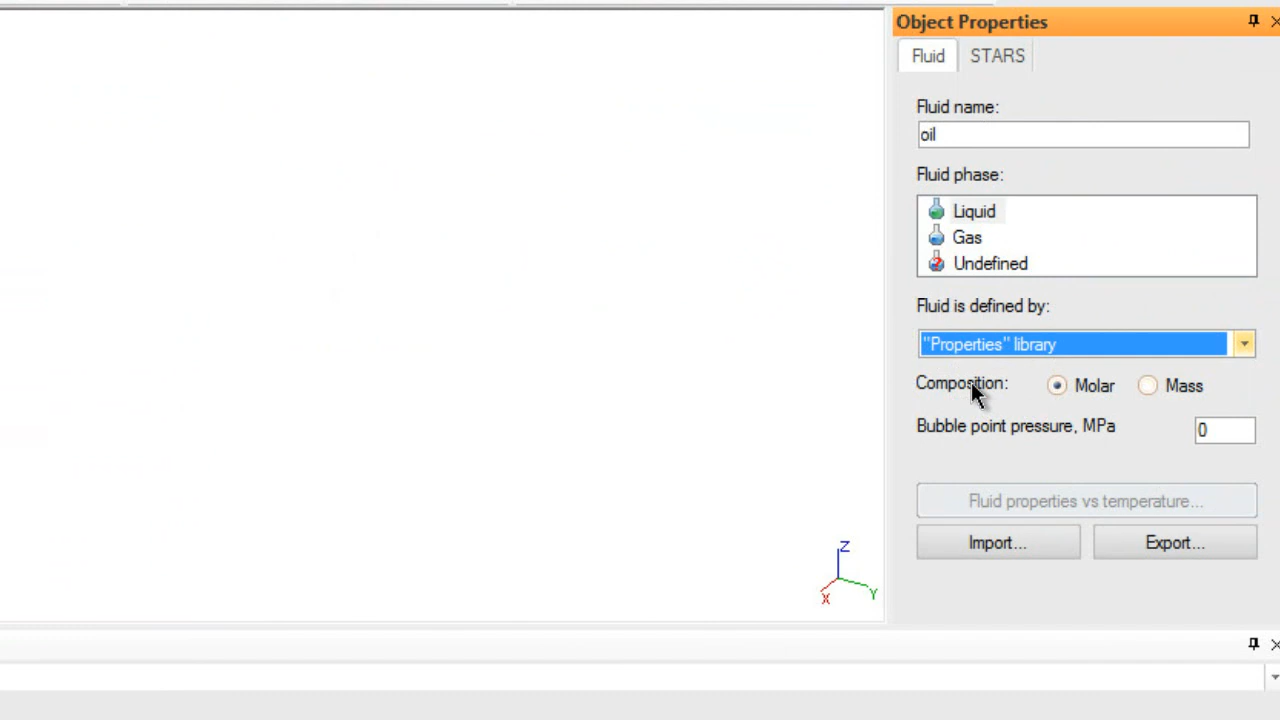 Object Properties
Fluid STARS
Fluid name:
oil
Fluid phase:
Liquid
Gas
Undefined
Fluid is defined by:
"Properties" library
Composition: Molar Mass
Bubble point pressure, MPa 0
Fluid properties vs temperature...
Import... Export...
Z
X Y